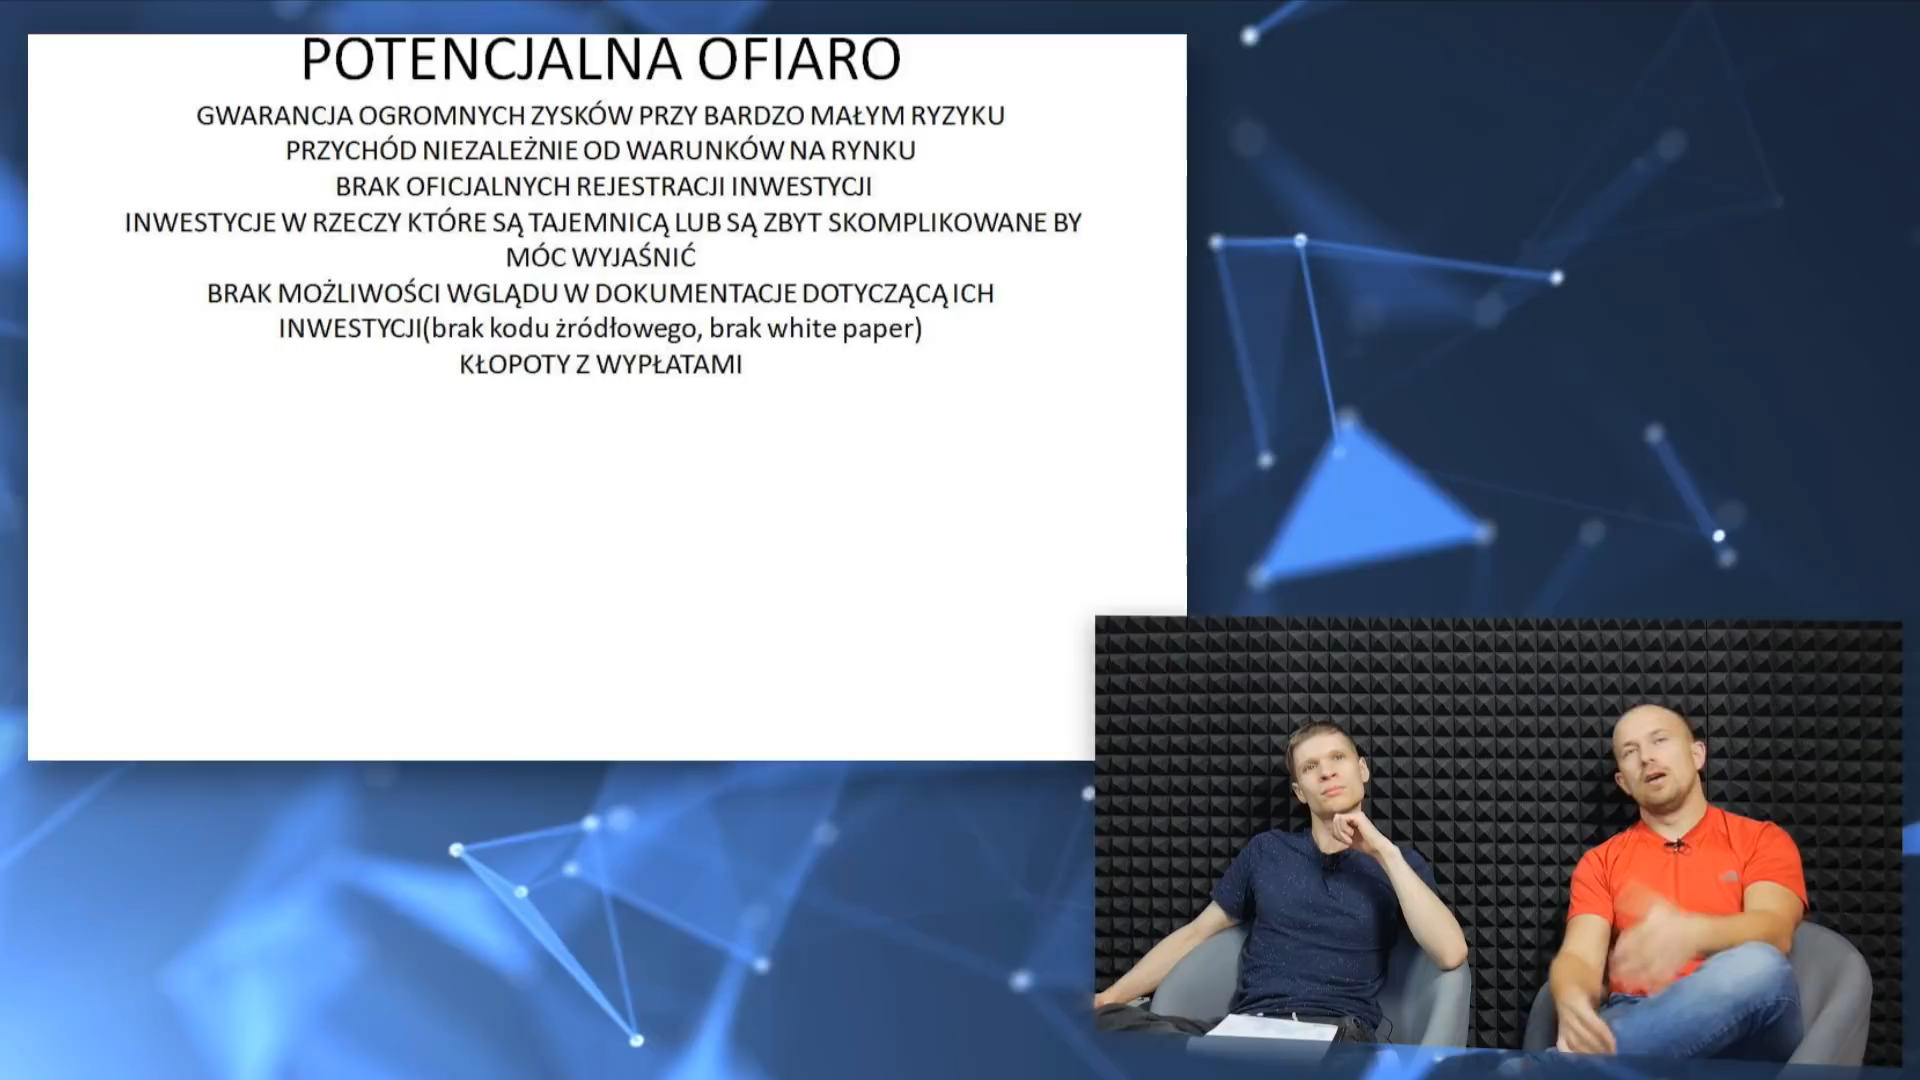 POTENCJALNA OFIARO
GWARANCJA OGROMNYCH ZYSKÓW PRZY BARDZO MAŁYM RYZYKU
PRZYCHÓD NIEZALEŻNIE OD WARUNKÓW NA RYNKU
BRAK OFICJALNYCH REJESTRACJI INWESTYCJI
INWESTYCJE W RZECZY KTÓRE SĄ TAJEMNICĄ LUB SĄ ZBYT SKOMPLIKOWANE BY
MÓC WYJAŚNIĆ
BRAK MOŻLIWOŚCI WGLĄDU W DOKUMENTACJE DOTYCZĄCĄ ICH
INWESTYCJI(brak kodu żródłowego, brak white paper)
KŁOPOTY Z WYPŁATAMI